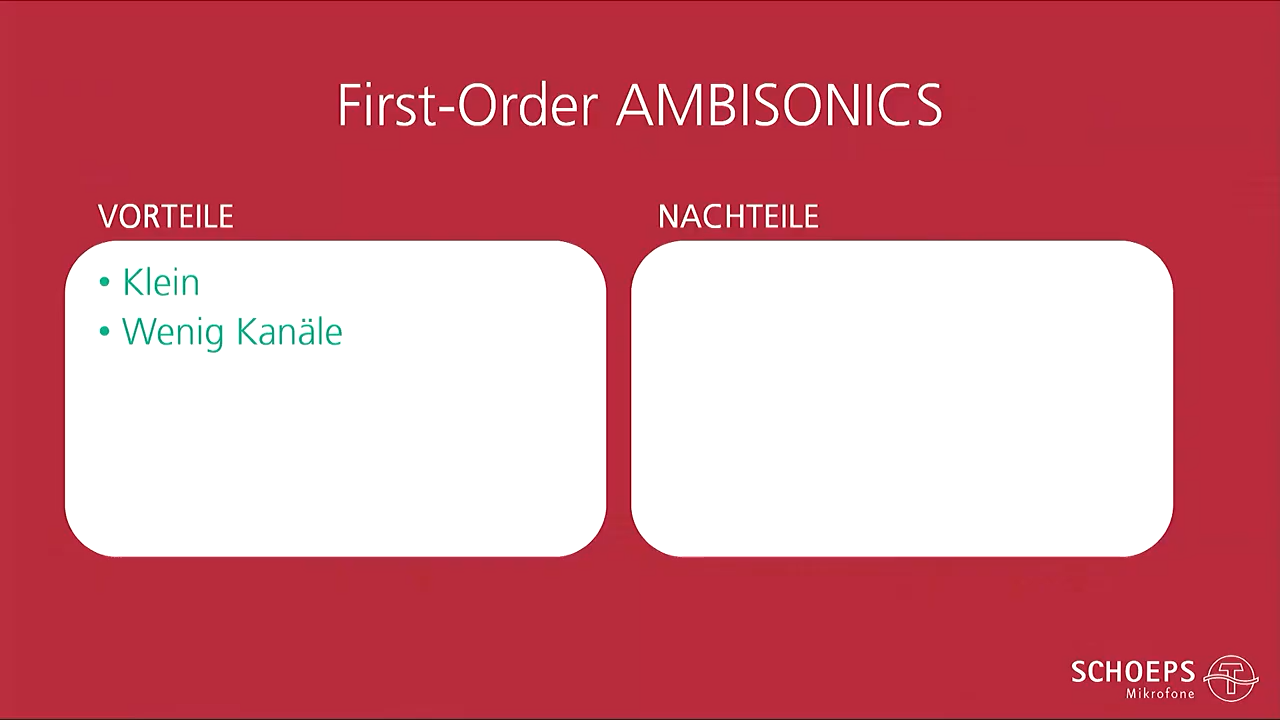 First-Order AMBISONICS
VORTEILE
• Klein
• Wenig Kanäle
NACHTEILE
SCHOEPS
Mikrofone